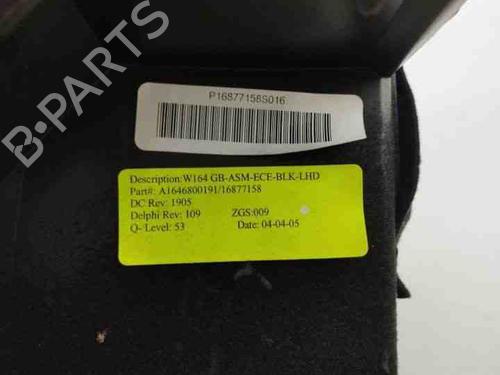 B-PARTS
P16877158S016
Description:W164 GB-ASM-ECE-BLK-LHD
Part#: A1646800191/16877158
DC Rev: 1905
Delphi Rev: 109 ZGS:009
Q- Level: 53 Date: 04-04-05